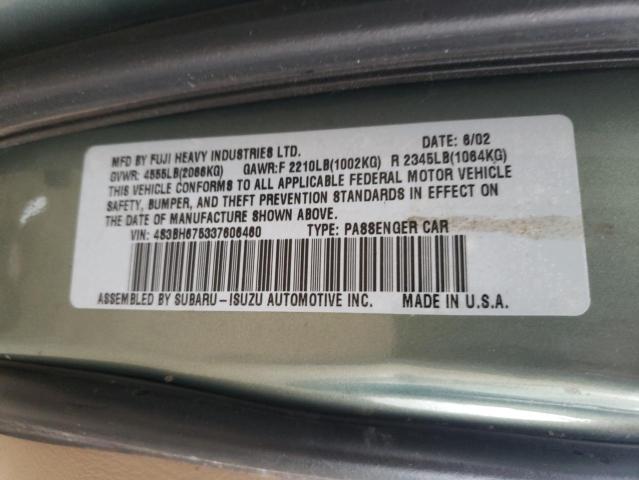 MFD BY FUJI HEAVY INDUSTRIES LTD. DATE: 6/02
GVWR: 4555LB(2066KG) GAWR:F 2210LB(1002KG) R 2345LB(1064KG)
THIS VEHICLE CONFORMS TO ALL APPLICABLE FEDERAL MOTOR VEHICLE
SAFETY, BUMPER, AND THEFT PREVENTION STANDARDS IN EFFECT ON
THE DATE OF MANUFACTURE SHOWN ABOVE.
VIN: 4S3BH675337606460 TYPE: PASSENGER CAR
ASSEMBLED BY SUBARU-ISUZU AUTOMOTIVE INC. MADE IN U.S.A.